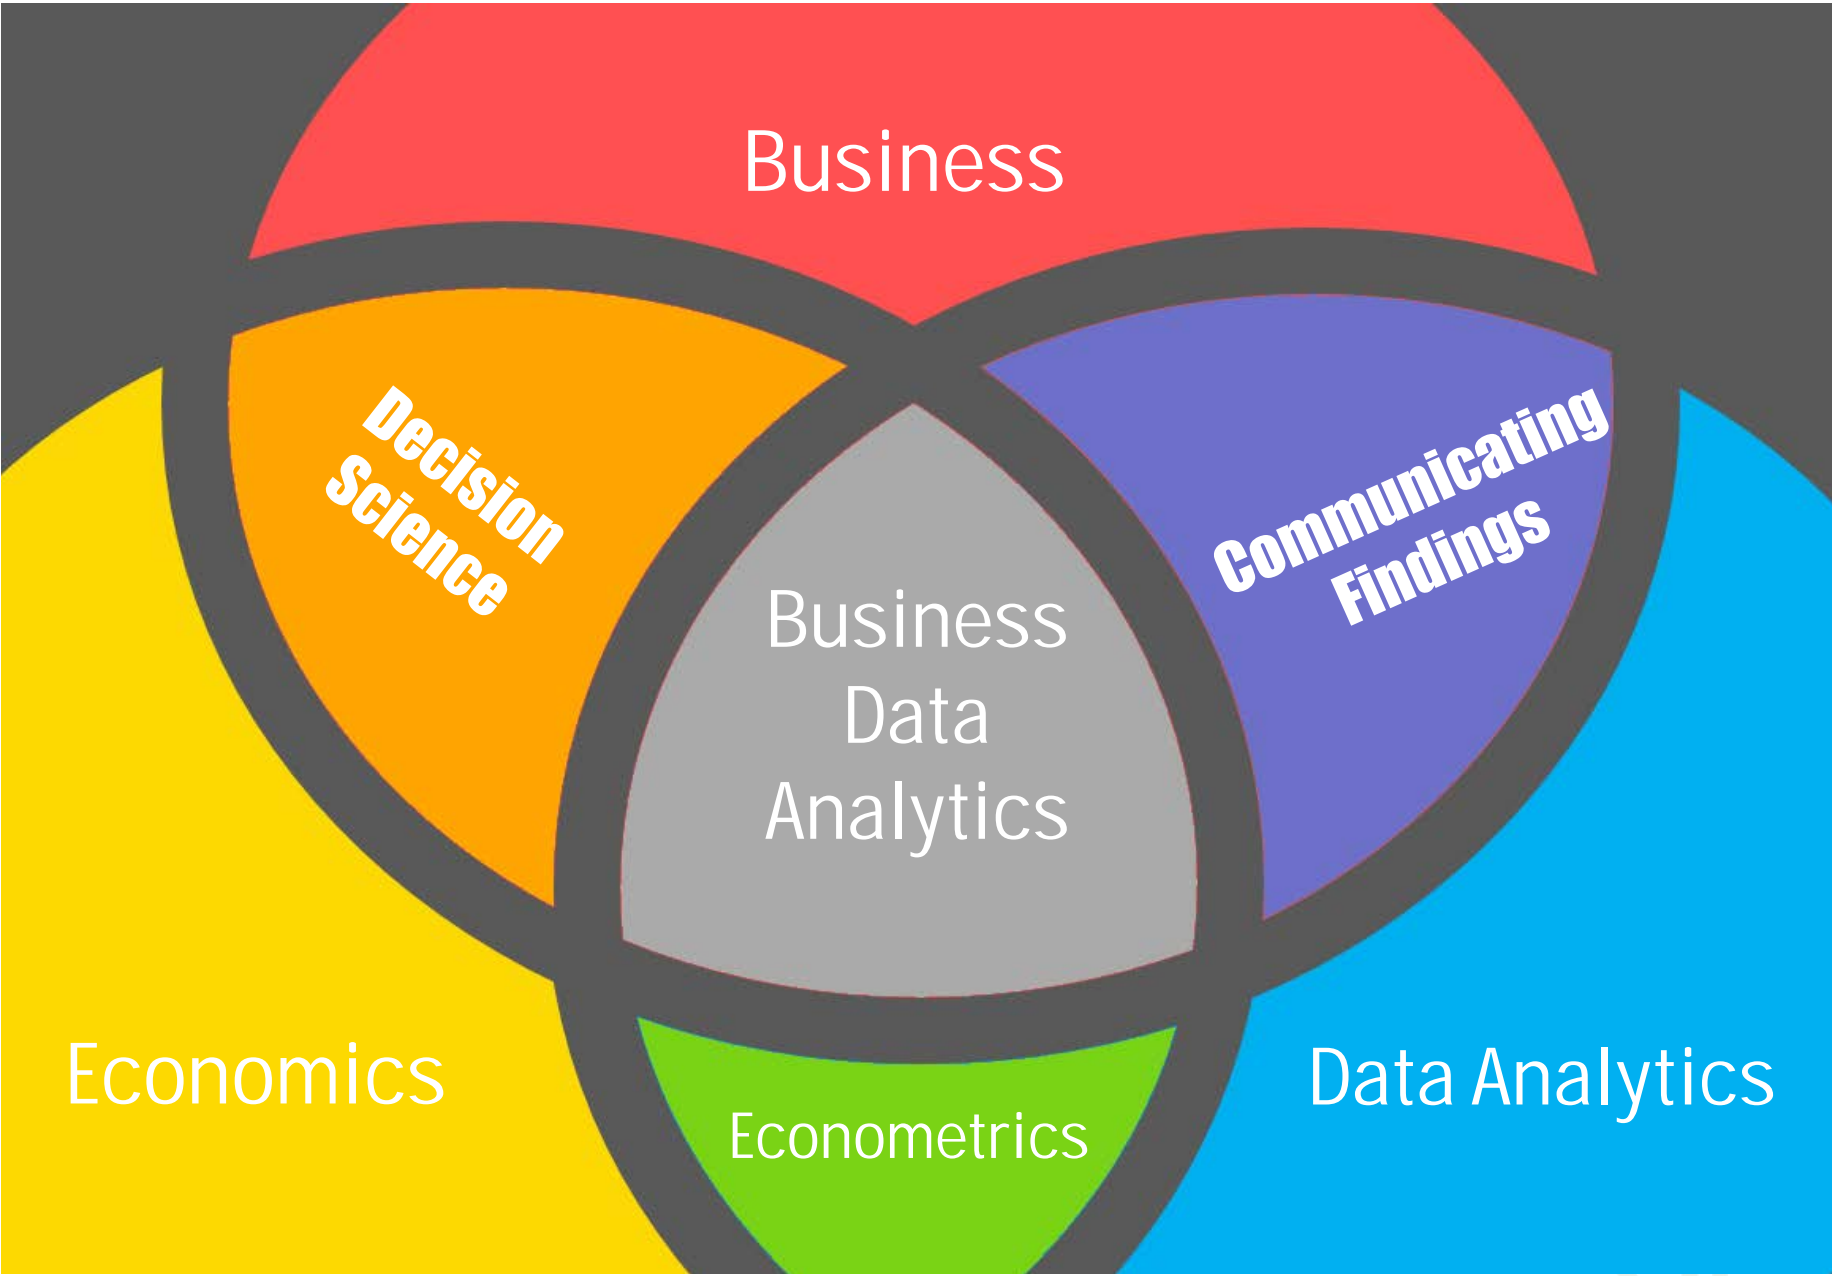 Business
Decision
Science
Communicating
Findings
Business
Data
Analytics
Economics
Data Analytics
Econometrics